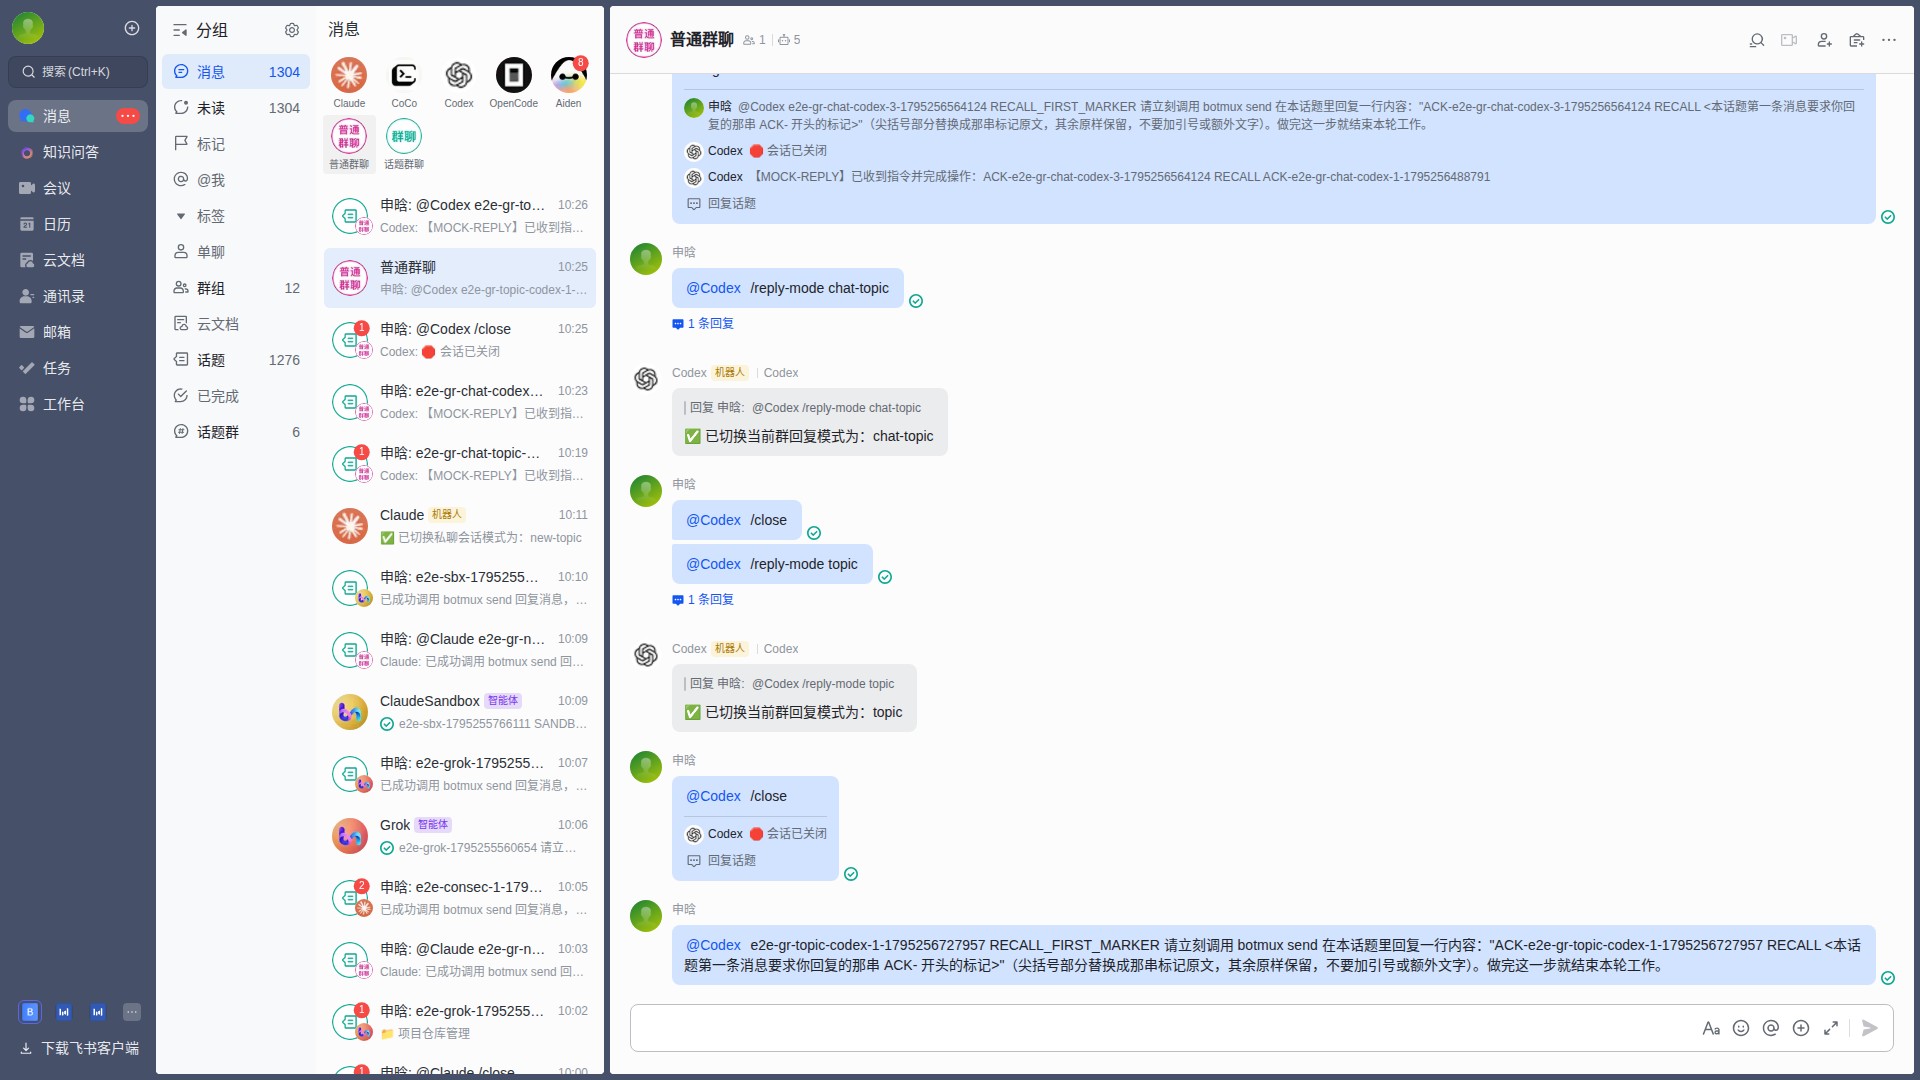 搜索 (Ctrl+K)
消息
知识问答
会议
日历
云文档
通讯录
邮箱
任务
工作台
下载飞书客户端
分组
消息 1304
未读 1304
标记
@我
标签
单聊
群组 12
云文档
话题 1276
已完成
话题群 6
消息
Claude
CoCo
Codex
OpenCode
8
Aiden
普通群聊
普通群聊
群聊
话题群聊
申晗: @Codex e2e-gr-to… 10:26
Codex: 【MOCK-REPLY】已收到指…
普通群聊 10:25
申晗: @Codex e2e-gr-topic-codex-1-…
1
申晗: @Codex /close 10:25
Codex: 🛑 会话已关闭
申晗: e2e-gr-chat-codex… 10:23
Codex: 【MOCK-REPLY】已收到指…
1
申晗: e2e-gr-chat-topic-… 10:19
Codex: 【MOCK-REPLY】已收到指…
Claude 机器人 10:11
✅ 已切换私聊会话模式为：new-topic
申晗: e2e-sbx-1795255… 10:10
已成功调用 botmux send 回复消息，…
申晗: @Claude e2e-gr-n… 10:09
Claude: 已成功调用 botmux send 回…
ClaudeSandbox 智能体 10:09
e2e-sbx-1795255766111 SANDB…
申晗: e2e-grok-1795255… 10:07
已成功调用 botmux send 回复消息，…
Grok 智能体 10:06
e2e-grok-1795255560654 请立…
2
申晗: e2e-consec-1-179… 10:05
已成功调用 botmux send 回复消息，…
申晗: @Claude e2e-gr-n… 10:03
Claude: 已成功调用 botmux send 回…
1
申晗: e2e-grok-1795255… 10:02
📁 项目仓库管理
1
申晗: @Claude /close 10:00
普通群聊
普通群聊 1 5
申晗 @Codex e2e-gr-chat-codex-3-1795256564124 RECALL_FIRST_MARKER 请立刻调用 botmux send 在本话题里回复一行内容："ACK-e2e-gr-chat-codex-3-1795256564124 RECALL <本话题第一条消息要求你回
复的那串 ACK- 开头的标记>"（尖括号部分替换成那串标记原文，其余原样保留，不要加引号或额外文字）。做完这一步就结束本轮工作。
Codex 🛑 会话已关闭
Codex 【MOCK-REPLY】已收到指令并完成操作：ACK-e2e-gr-chat-codex-3-1795256564124 RECALL ACK-e2e-gr-chat-codex-1-1795256488791
回复话题
申晗
@Codex /reply-mode chat-topic
1 条回复
Codex 机器人 | Codex
回复 申晗：@Codex /reply-mode chat-topic
✅ 已切换当前群回复模式为：chat-topic
申晗
@Codex /close
@Codex /reply-mode topic
1 条回复
Codex 机器人 | Codex
回复 申晗：@Codex /reply-mode topic
✅ 已切换当前群回复模式为：topic
申晗
@Codex /close
Codex 🛑 会话已关闭
回复话题
申晗
@Codex e2e-gr-topic-codex-1-1795256727957 RECALL_FIRST_MARKER 请立刻调用 botmux send 在本话题里回复一行内容："ACK-e2e-gr-topic-codex-1-1795256727957 RECALL <本话
题第一条消息要求你回复的那串 ACK- 开头的标记>"（尖括号部分替换成那串标记原文，其余原样保留，不要加引号或额外文字）。做完这一步就结束本轮工作。
Aa